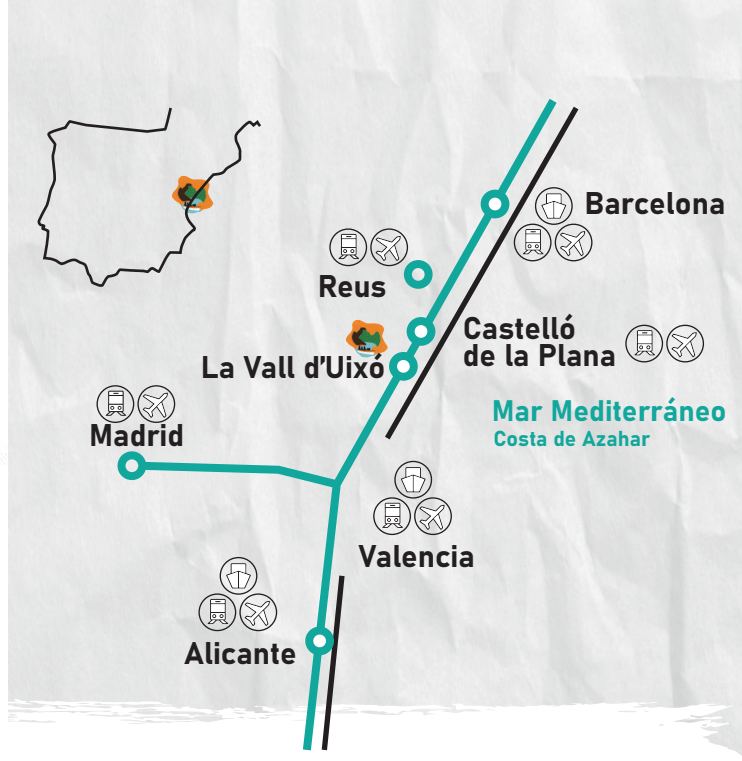 Barcelona
Reus
Castelló
de la Plana
La Vall d'Uixó
Mar Mediterráneo
Costa de Azahar
Madrid
Valencia
Alicante